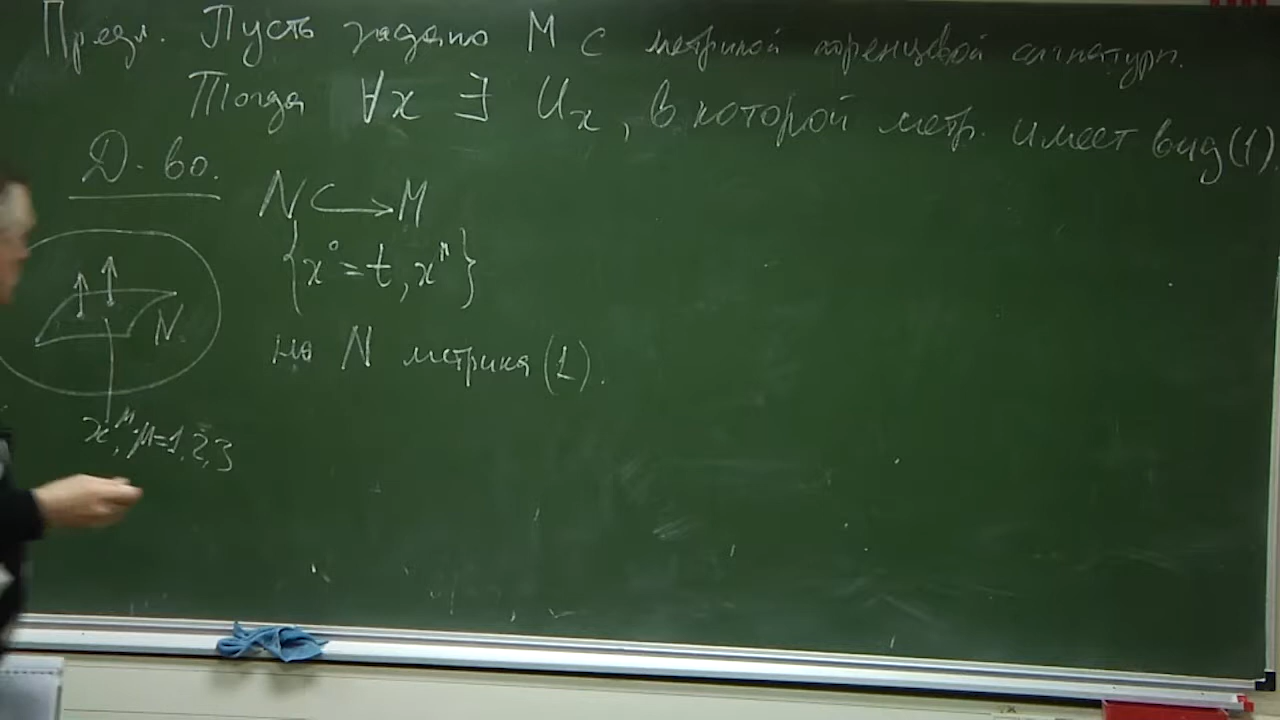 Предл. Пусть задано M с метрикой лоренцевой сигнатуры.
Тогда ∀x ∃ U_x, в которой метр. имеет вид (1)
Д-во.
N ↪ M
{x⁰=t, x^μ}
N
на N метрика (1).
x^μ, μ=1,2,3